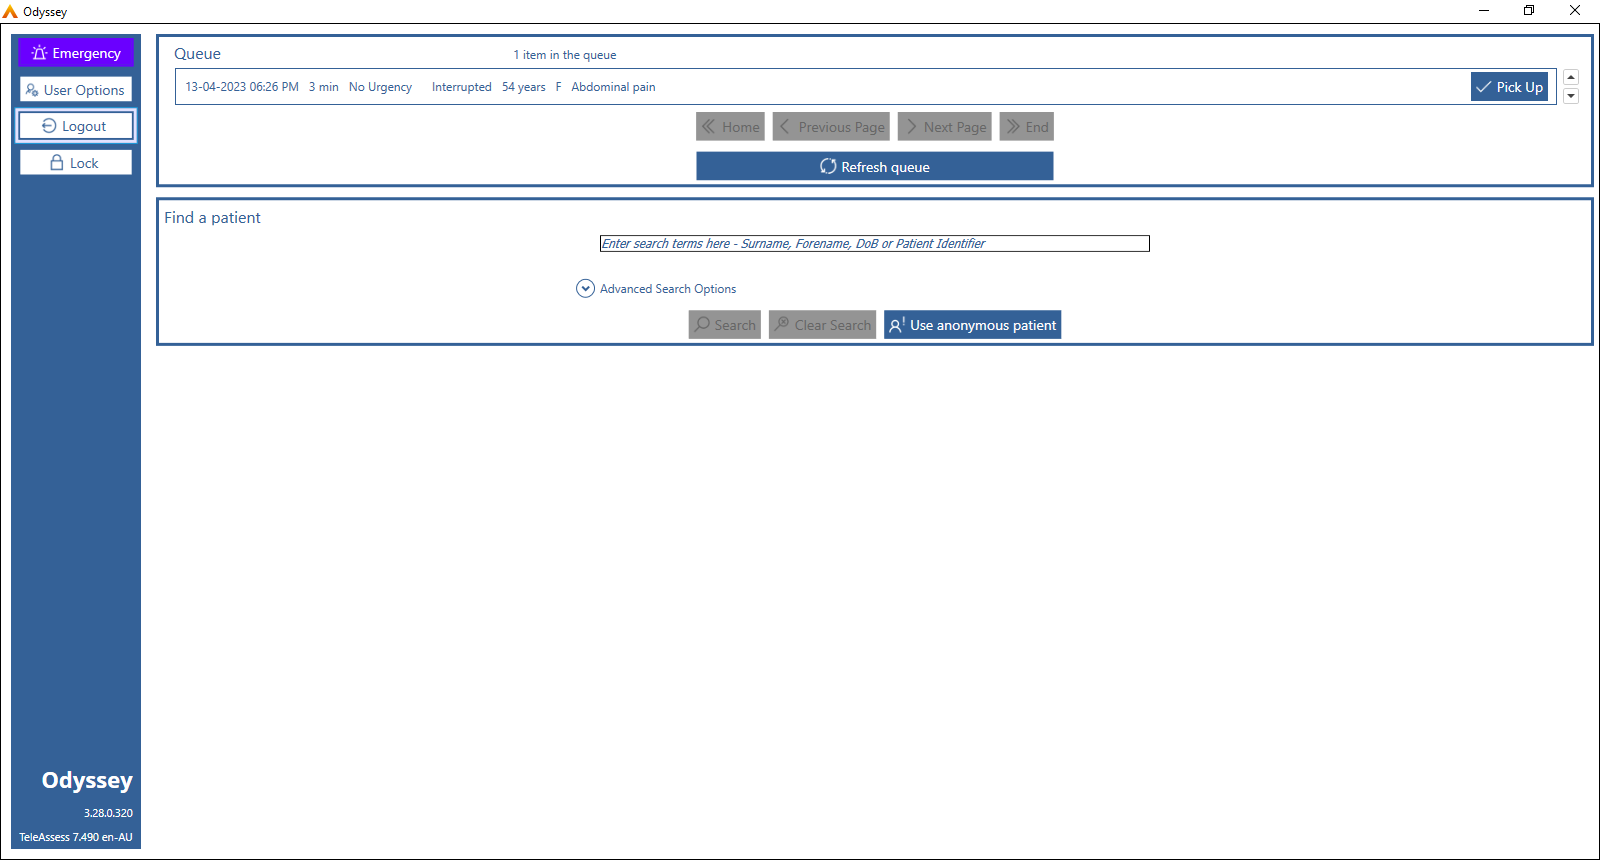 Odyssey
Emergency
User Options
Logout
Lock
Queue 1 item in the queue
13-04-2023 06:26 PM 3 min No Urgency Interrupted 54 years F Abdominal pain Pick Up
Home Previous Page Next Page End
Refresh queue
Find a patient
Enter search terms here - Surname, Forename, DoB or Patient Identifier
Advanced Search Options
Search Clear Search Use anonymous patient
Odyssey
3.28.0.320
TeleAssess 7.490 en-AU